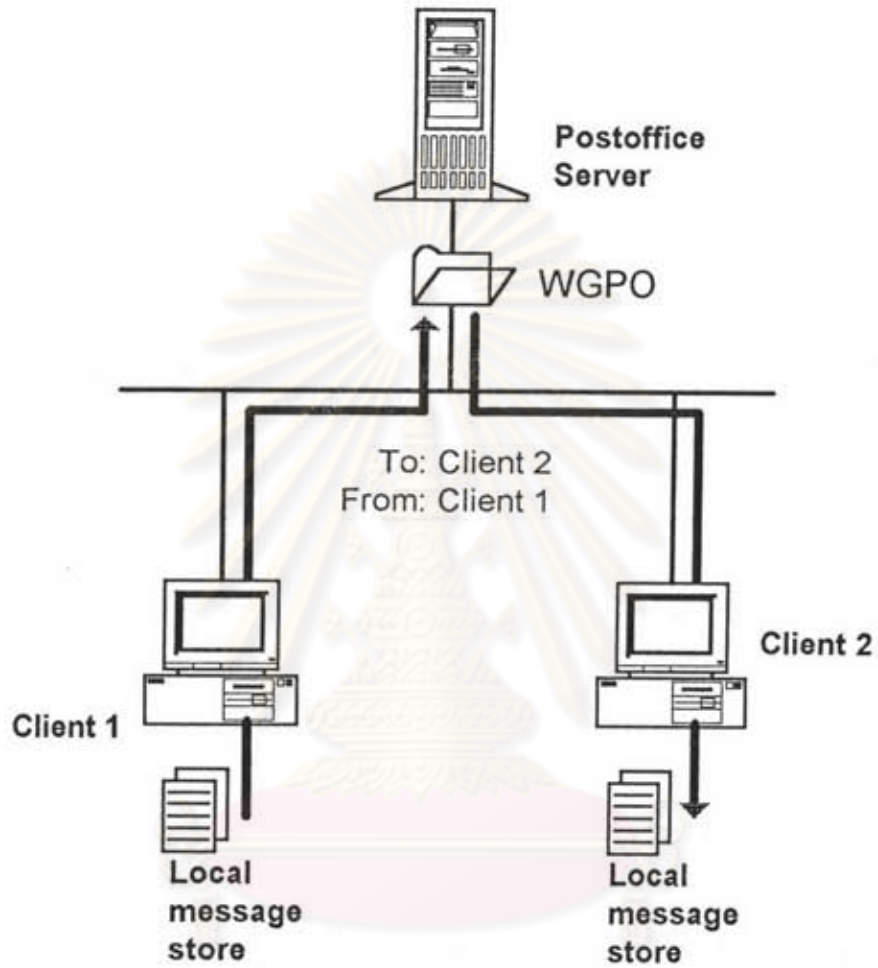 Postoffice
Server
WGPO
To: Client 2
From: Client 1
Client 2
Client 1
Local
message
store
Local
message
store